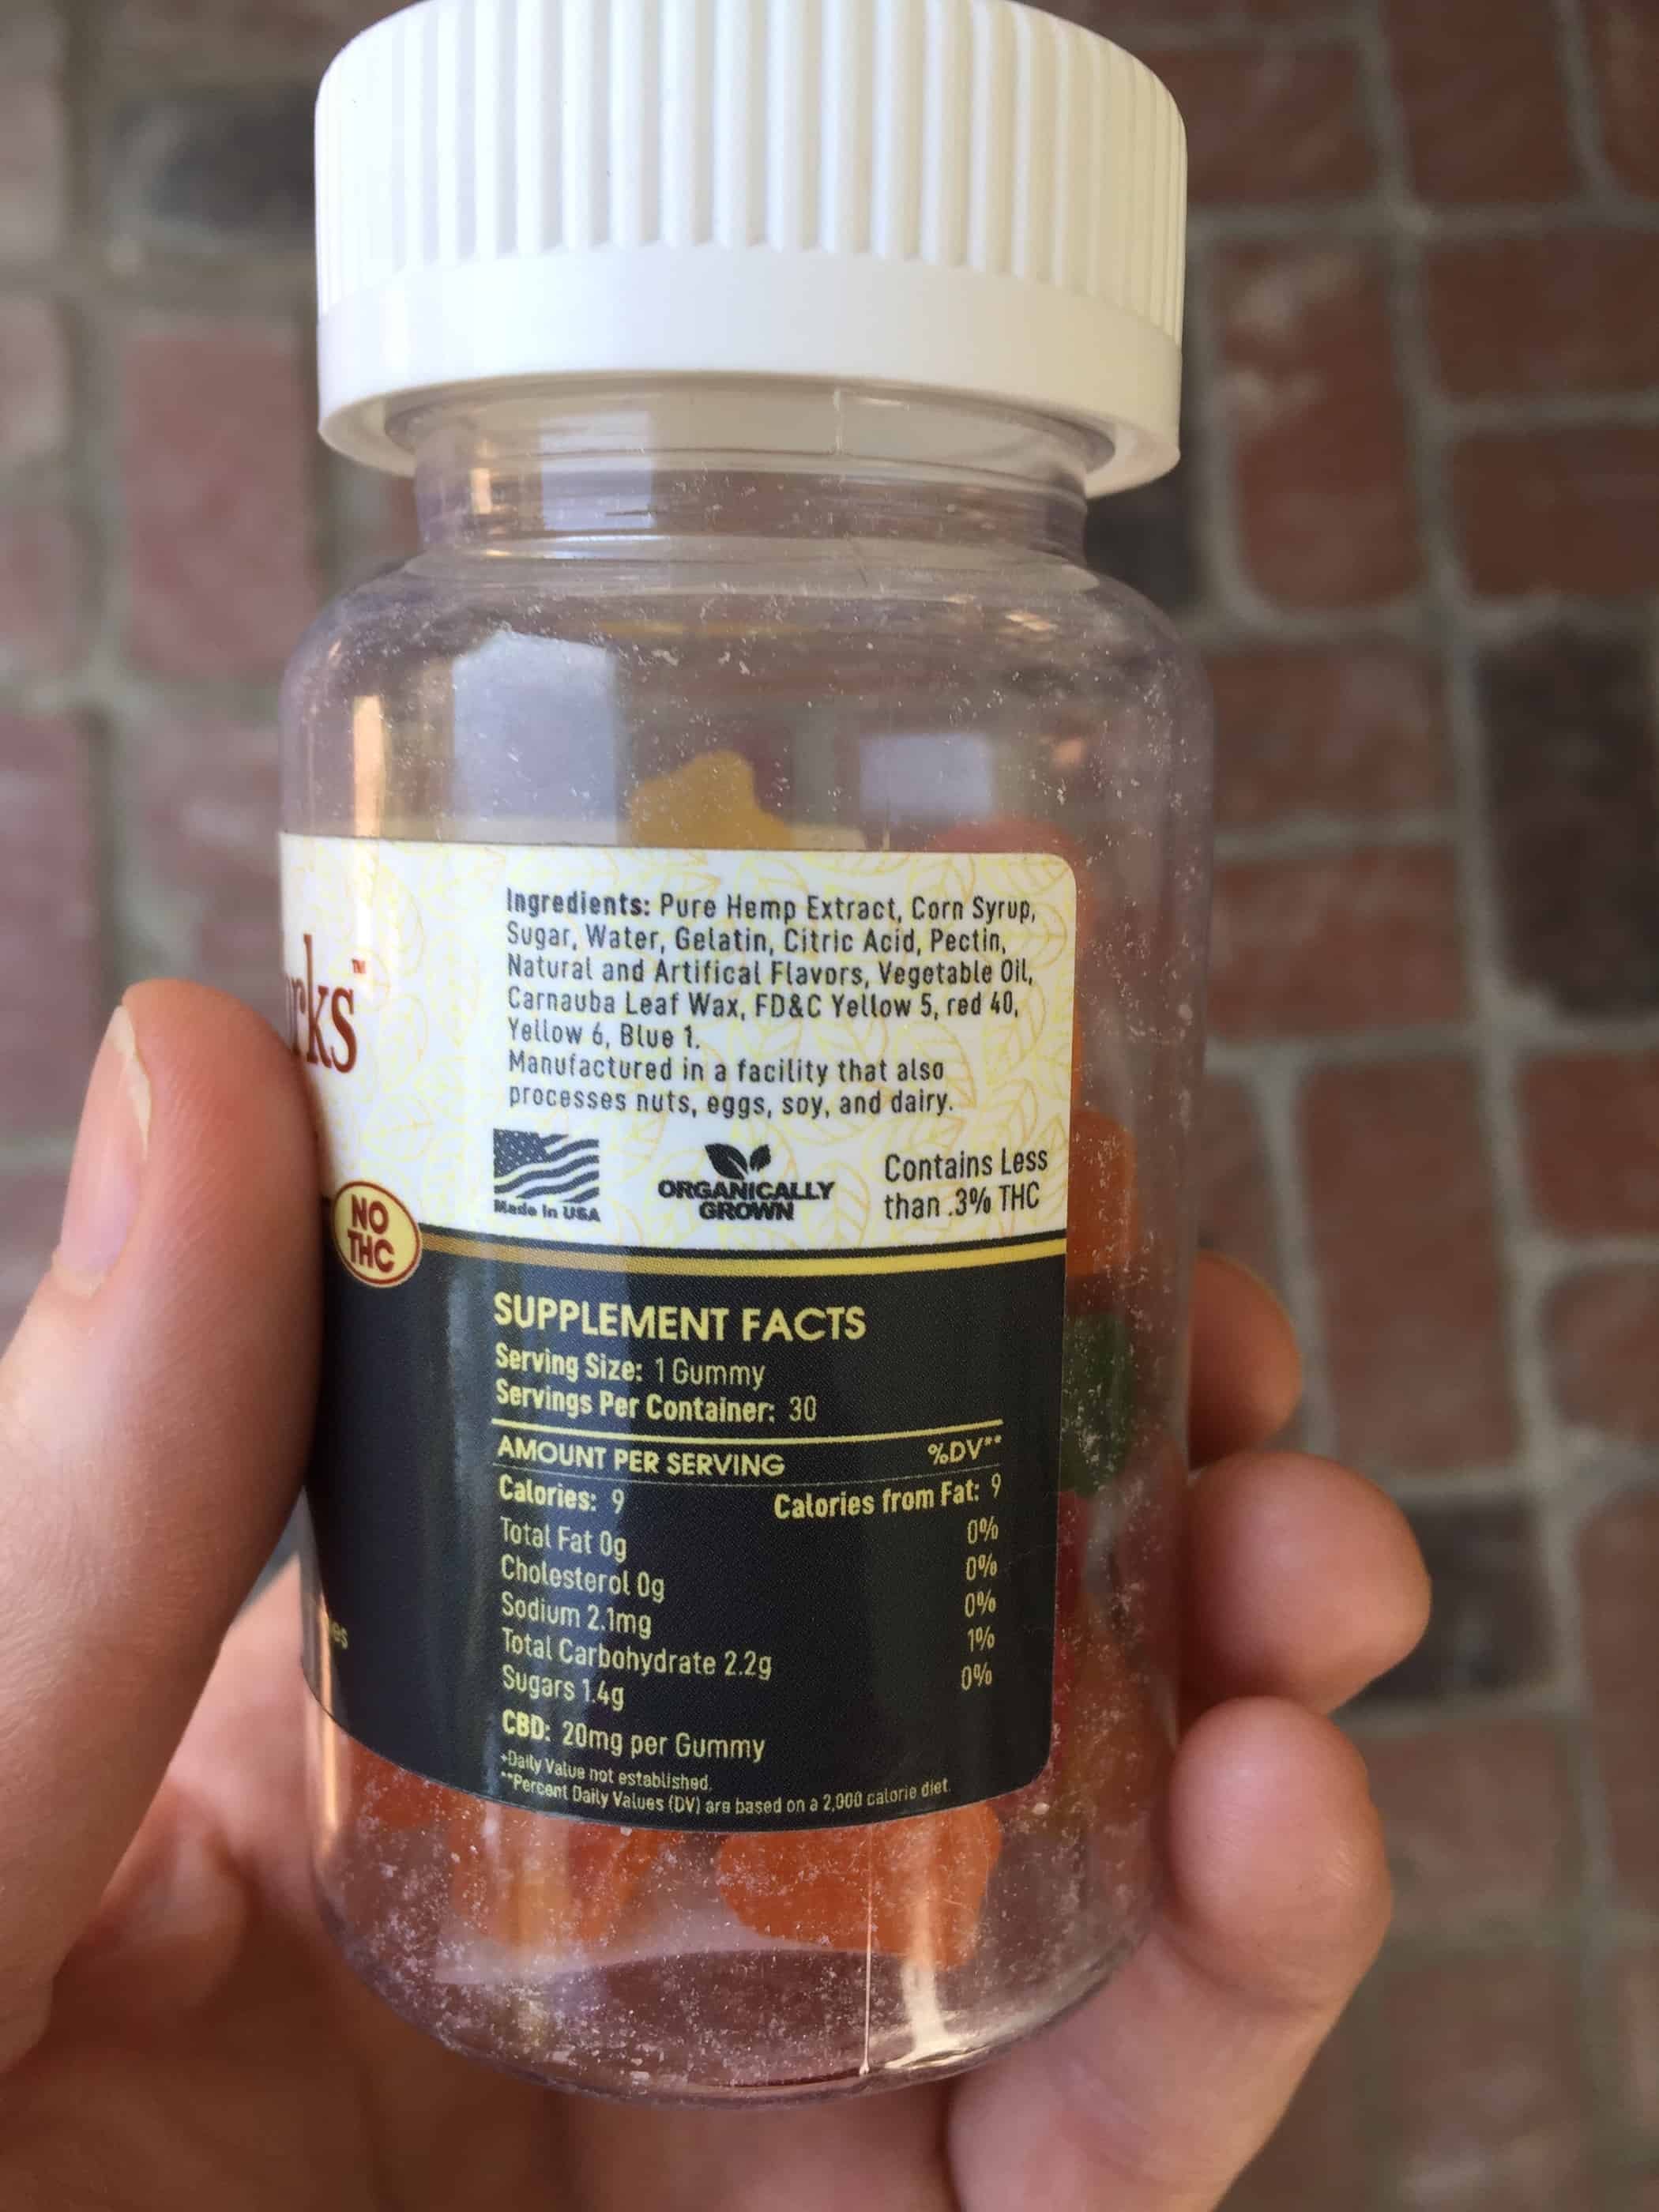 Ingredients: Pure Hemp Extract, Corn Syrup,
Sugar, Water, Gelatin, Citric Acid, Pectin,
Natural and Artifical Flavors, Vegetable Oil,
Carnauba Leaf Wax, FD&C Yellow 5, red 40,
Yellow 6, Blue 1.
Manufactured in a facility that also
processes nuts, eggs, soy, and dairy.
rks™
Made In USA
ORGANICALLY
GROWN
Contains Less
than .3% THC
NO
THC
SUPPLEMENT FACTS
Serving Size: 1 Gummy
Servings Per Container: 30
AMOUNT PER SERVING %DV**
Calories: 9 Calories from Fat: 9
Total Fat 0g 0%
Cholesterol 0g 0%
Sodium 2.1mg 0%
Total Carbohydrate 2.2g 1%
Sugars 1.4g 0%
CBD: 20mg per Gummy
+Daily Value not established.
**Percent Daily Values (DV) are based on a 2,000 calorie diet.